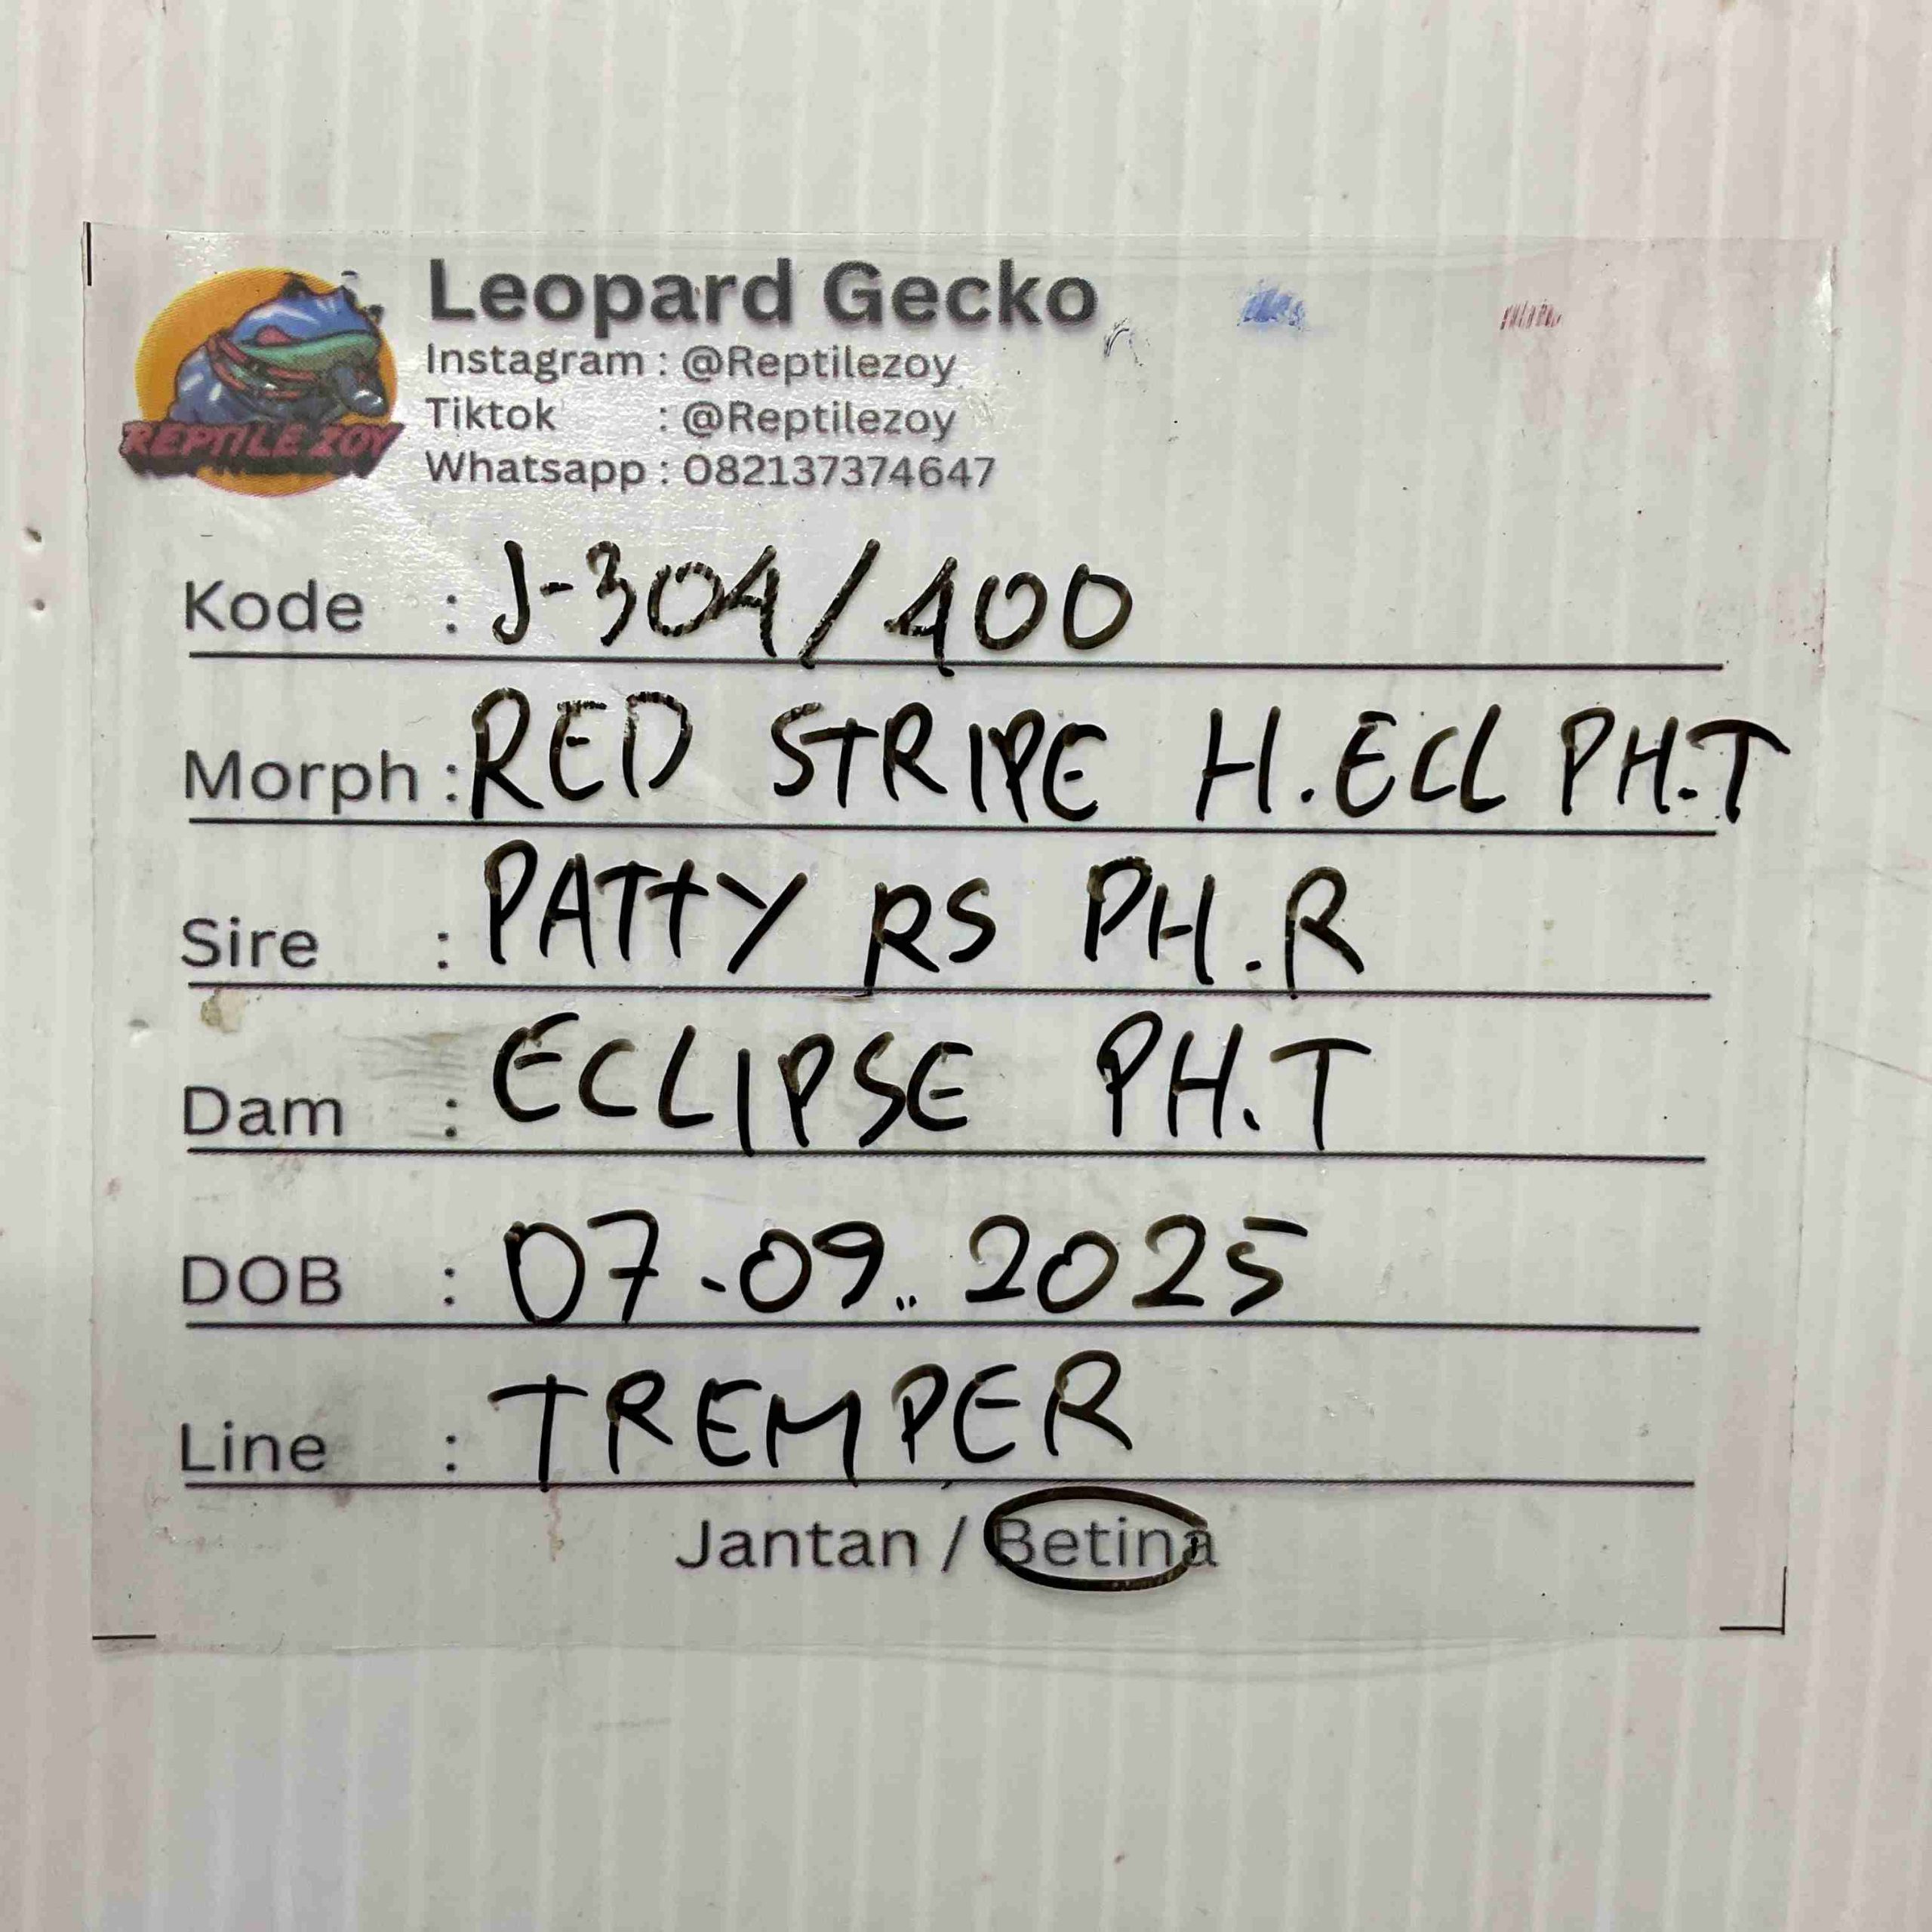 REPTILE ZOY
Leopard Gecko
Instagram : @Reptilezoy
Tiktok : @Reptilezoy
Whatsapp : 082137374647
Kode : J-304/400
Morph : RED STRIPE H.ECL PH.T
Sire : PATTY RS PH.R
Dam : ECLIPSE PH.T
DOB : 07-09..2025
Line : TREMPER
Jantan / Betina